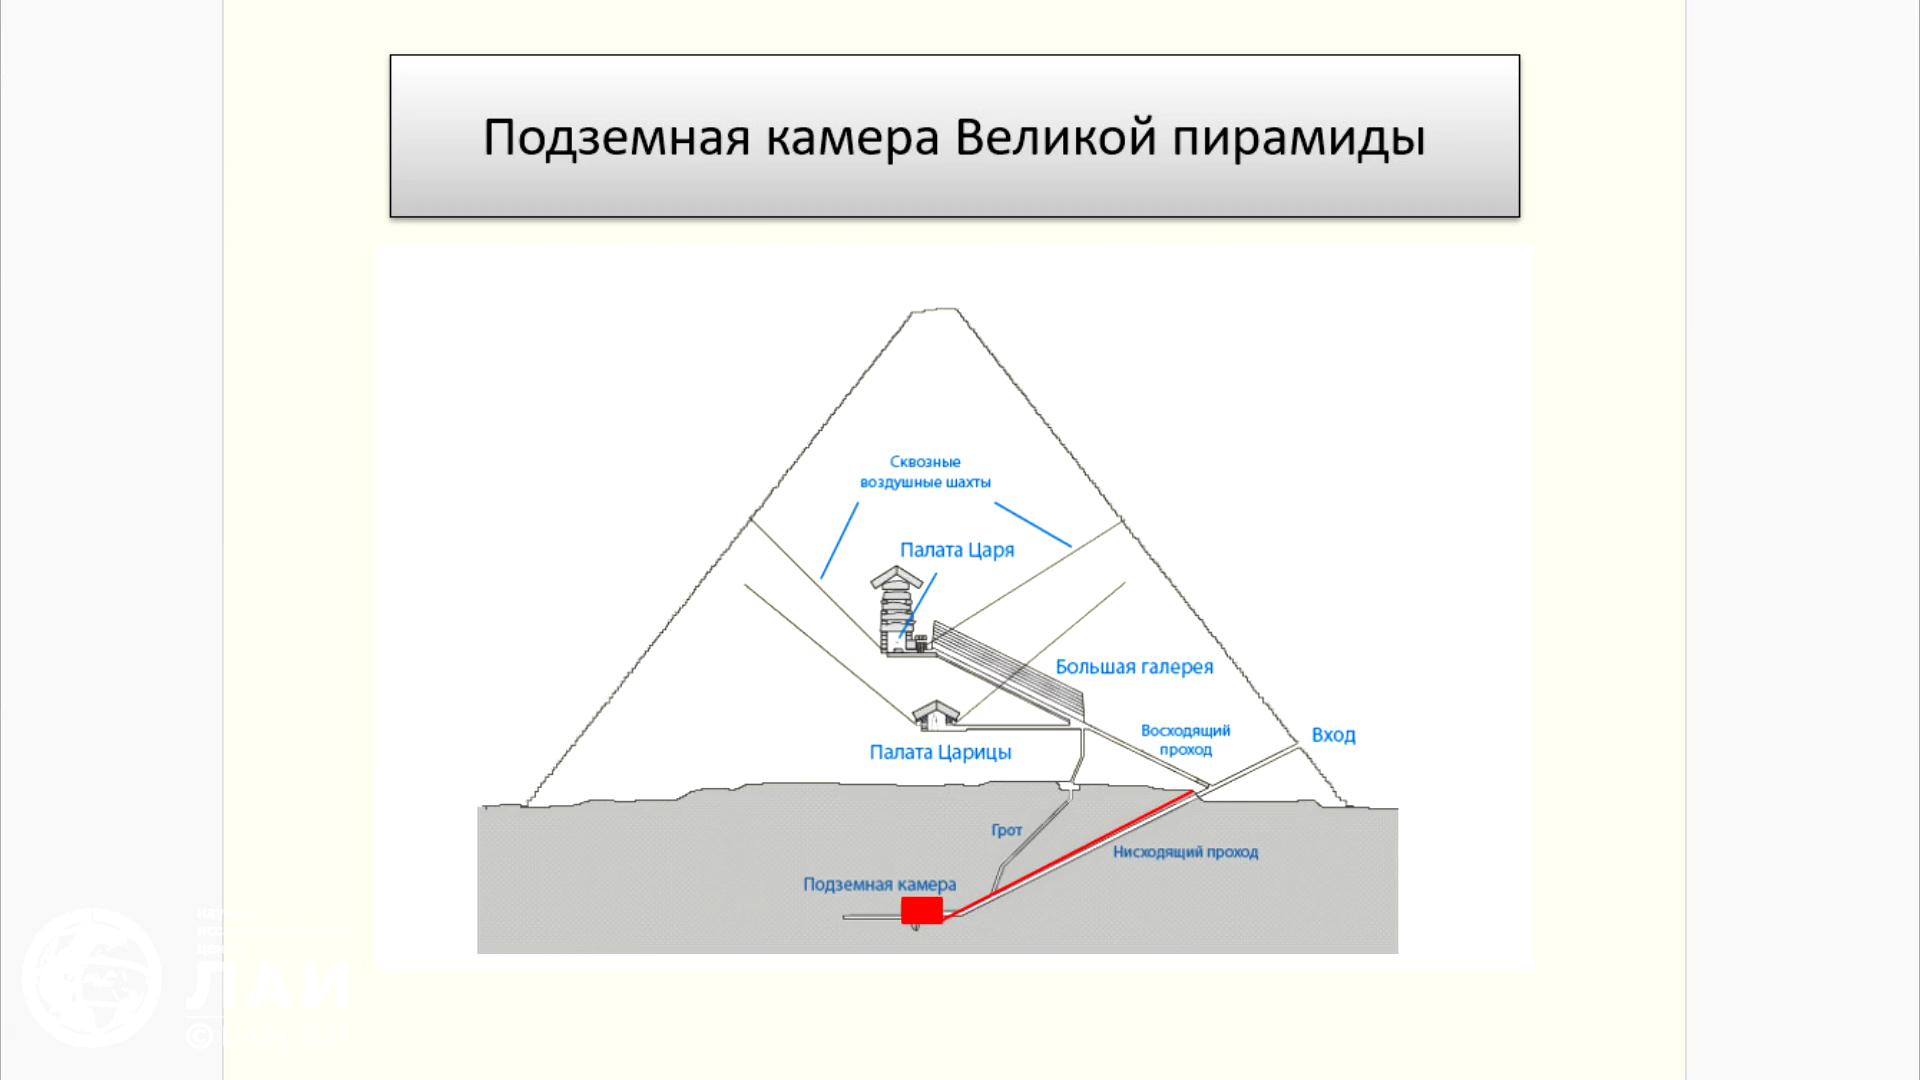 Подземная камера Великой пирамиды
Сквозные
воздушные шахты
Палата Царя
Большая галерея
Восходящий
проход
Вход
Палата Царицы
Грот
Нисходящий проход
Подземная камера
ЛАИ